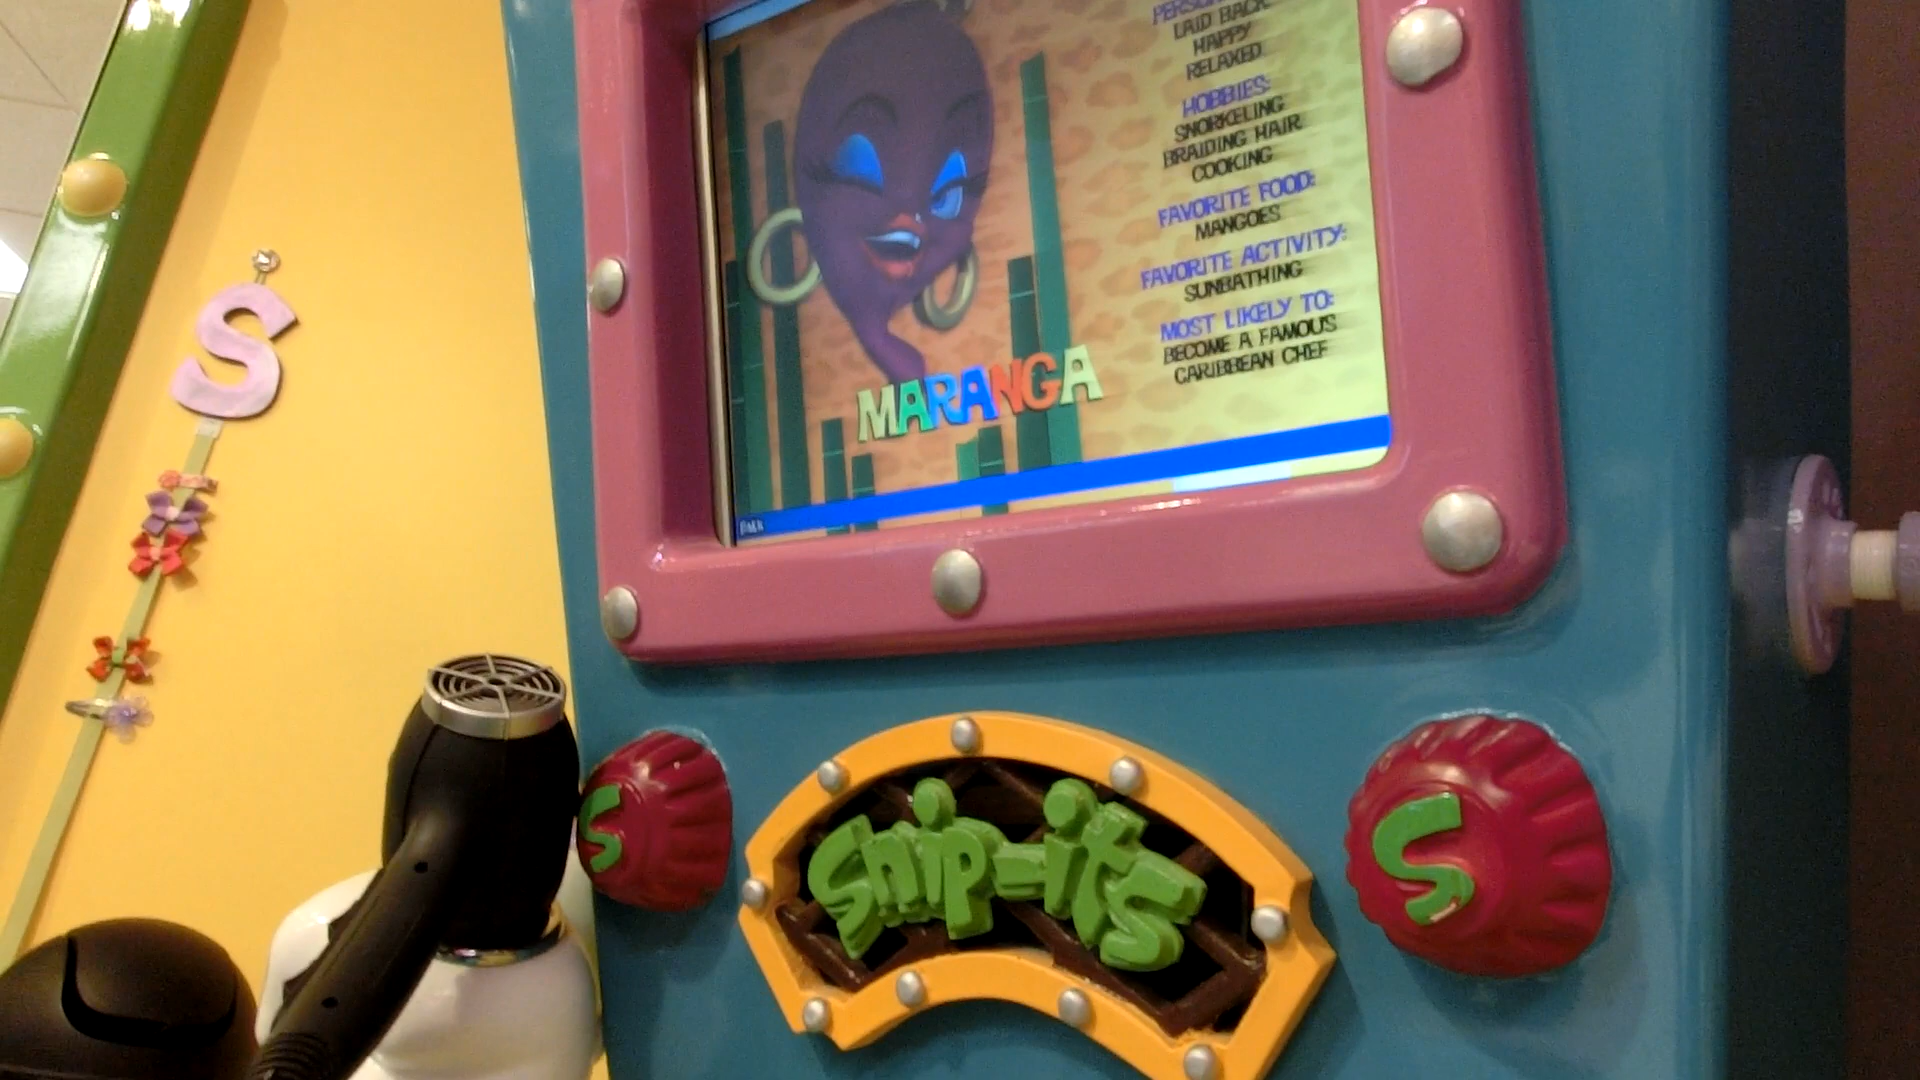 LAID BACK
HAPPY
RELAXED
HOBBIES:
SNORKELING
BRAIDING HAIR
COOKING
FAVORITE FOOD:
MANGOES
FAVORITE ACTIVITY:
SUNBATHING
MOST LIKELY TO:
BECOME A FAMOUS
CARIBBEAN CHEF
MARANGA
S
S
Snip-its
S